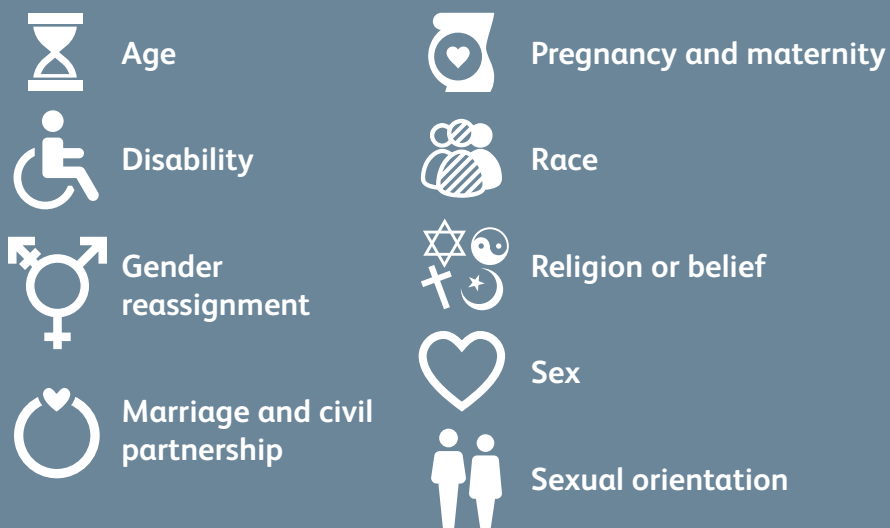 Age
Disability
Gender
reassignment
Marriage and civil
partnership
Pregnancy and maternity
Race
Religion or belief
Sex
Sexual orientation